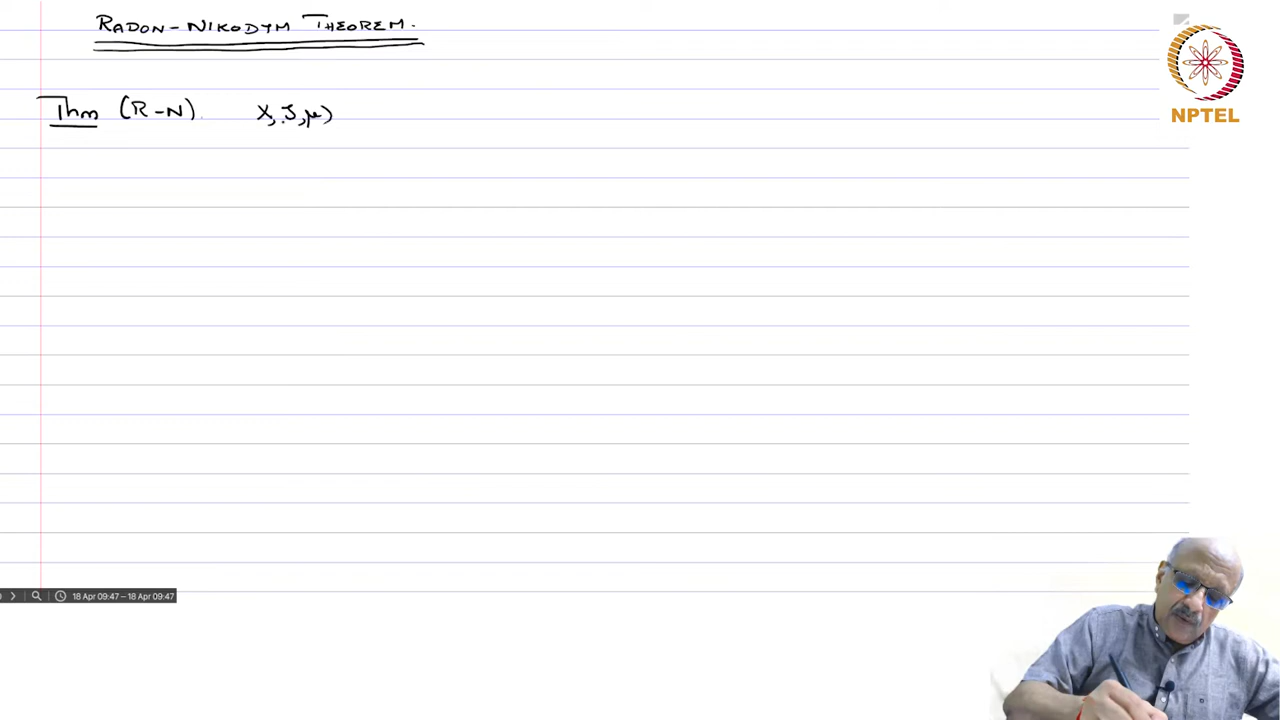 RADON-NIKODYM THEOREM.
Thm (R-N). X, S, μ)
NPTEL
18 Apr 09:47 – 18 Apr 09:47